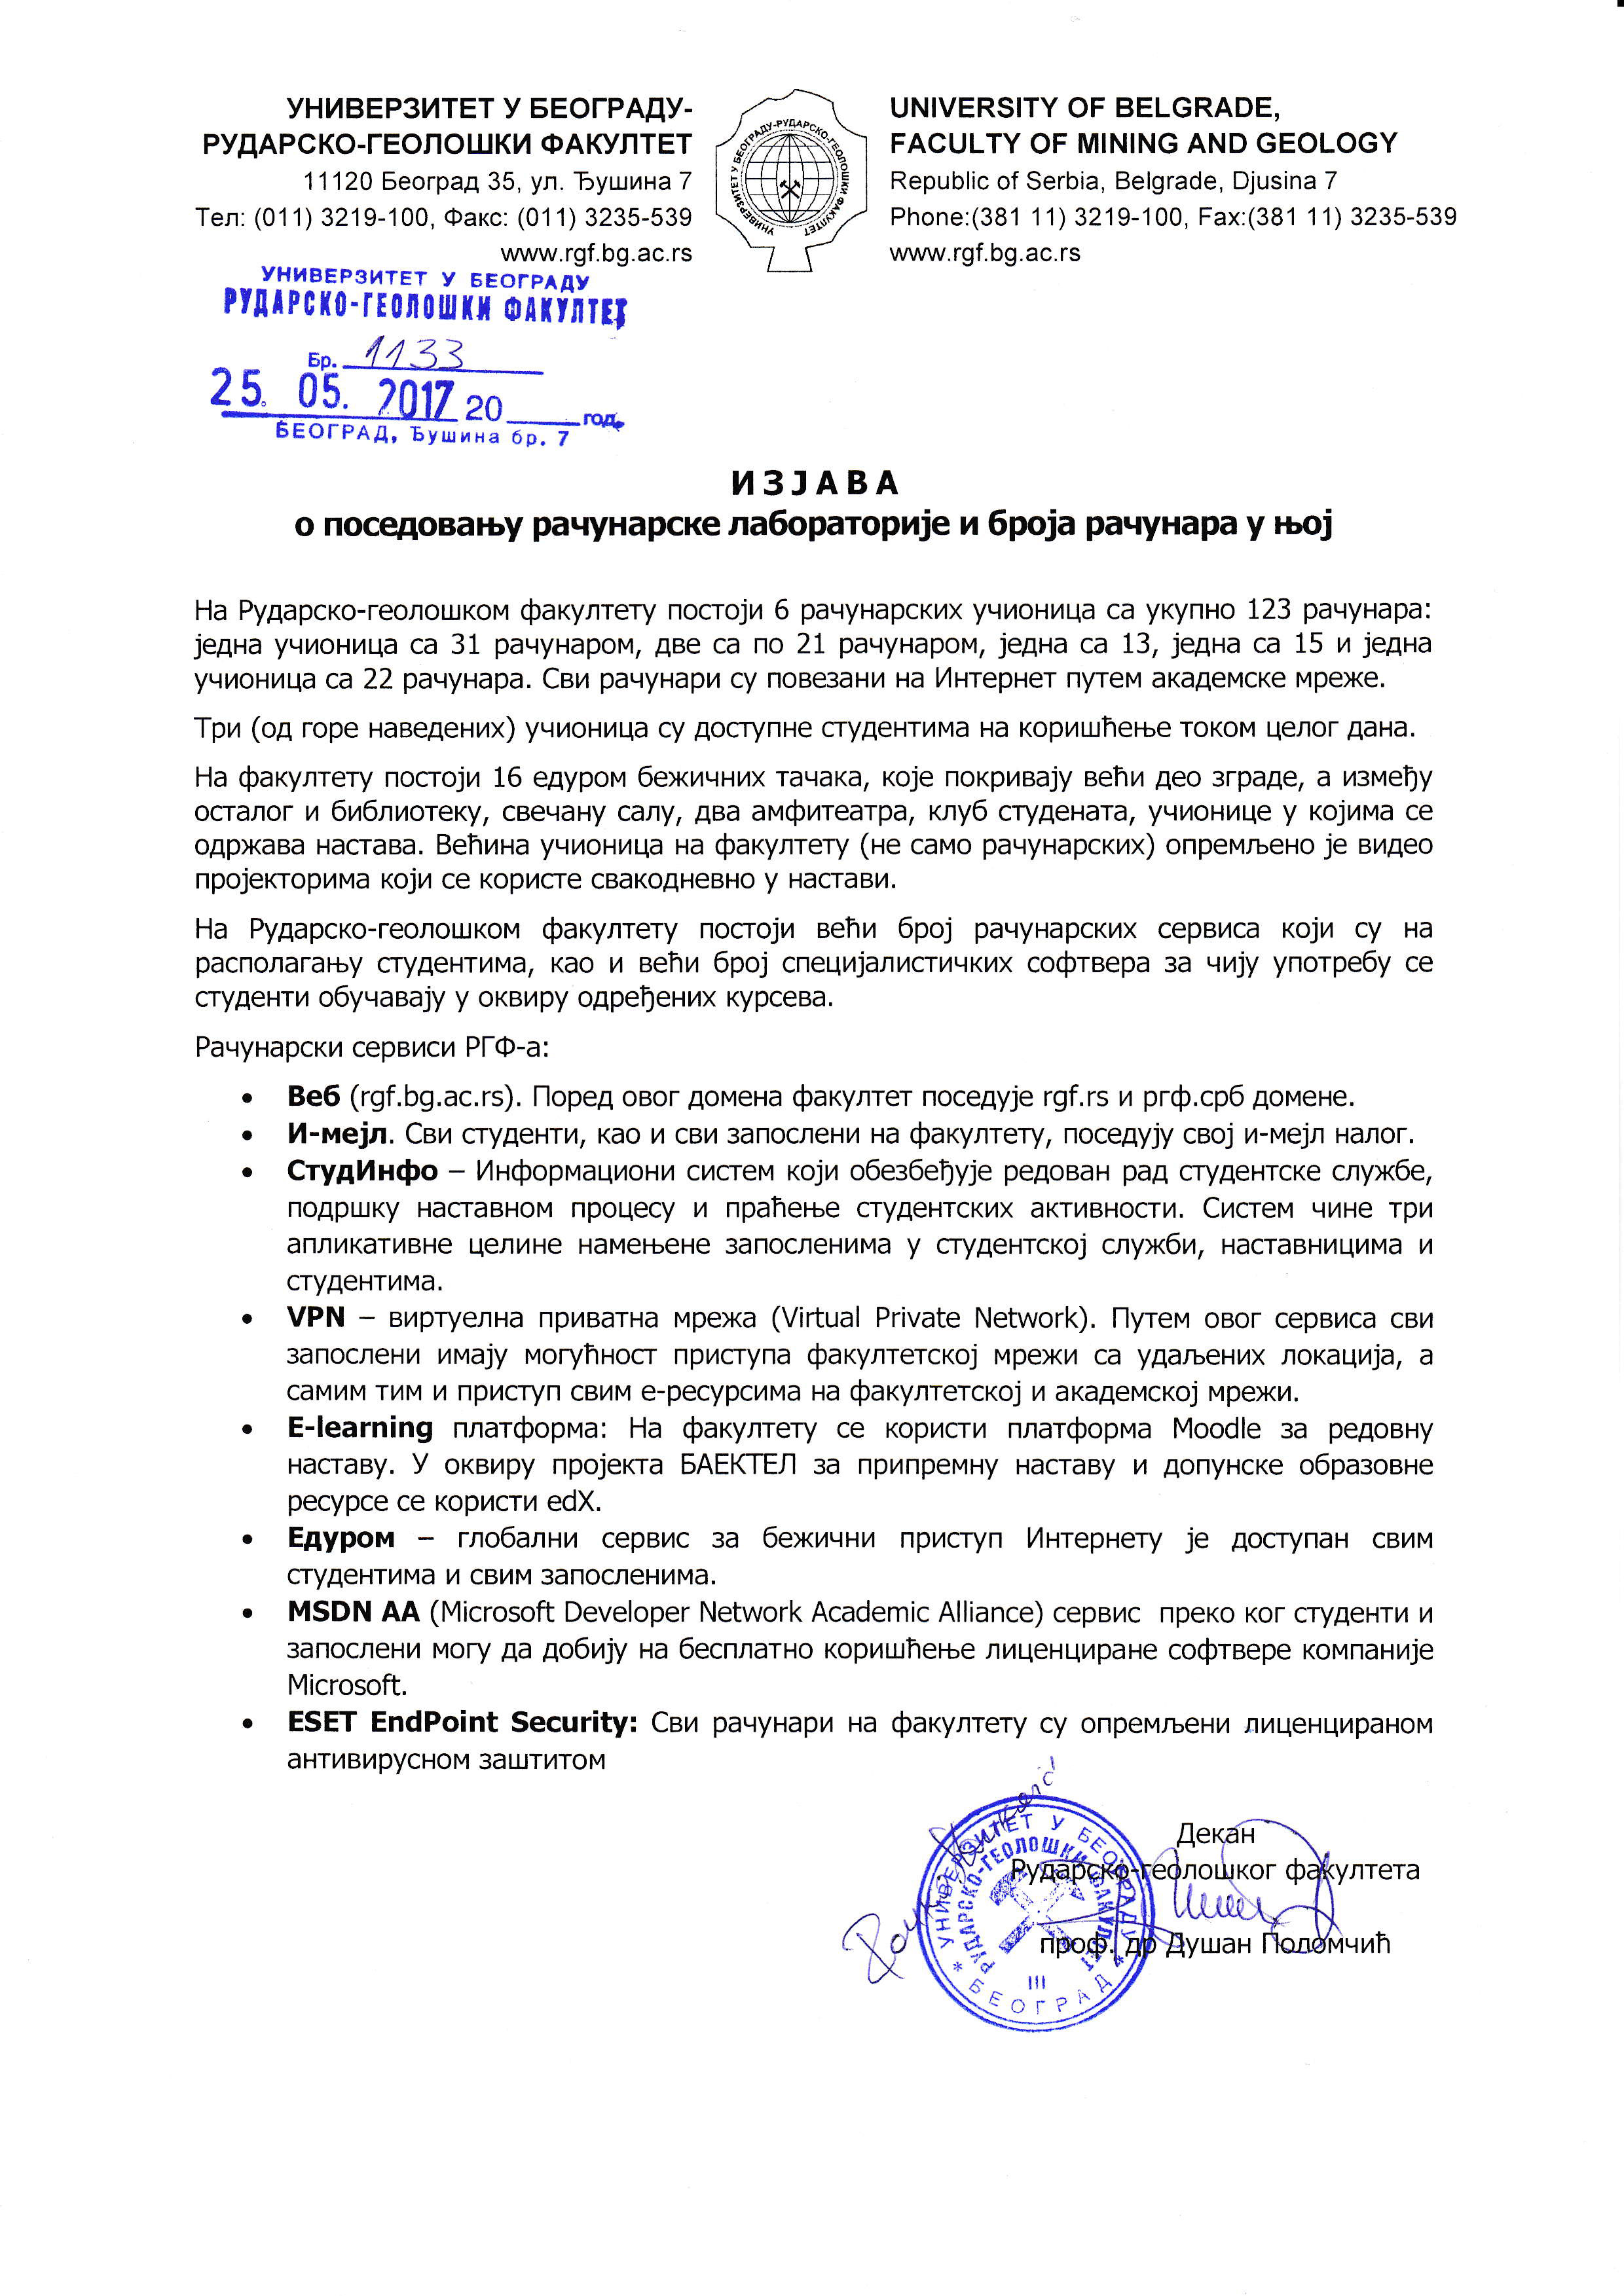 УНИВЕРЗИТЕТ У БЕОГРАДУ-
РУДАРСКО-ГЕОЛОШКИ ФАКУЛТЕТ
11120 Београд 35, ул. Ђушина 7
Тел: (011) 3219-100, Факс: (011) 3235-539
www.rgf.bg.ac.rs
УНИВЕРЗИТЕТ У БЕОГРАДУ-РУДАРСКО-ГЕОЛОШКИ ФАКУЛТЕТ
UNIVERSITY OF BELGRADE,
FACULTY OF MINING AND GEOLOGY
Republic of Serbia, Belgrade, Djusina 7
Phone:(381 11) 3219-100, Fax:(381 11) 3235-539
www.rgf.bg.ac.rs
УНИВЕРЗИТЕТ У БЕОГРАДУ
РУДАРСКО-ГЕОЛОШКИ ФАКУЛТЕТ
Бр. 1133
25. 05. 2017 20 ____ год.
БЕОГРАД, Ђушина бр. 7
И З Ј А В А
о поседовању рачунарске лабораторије и броја рачунара у њој
На Рударско-геолошком факултету постоји 6 рачунарских учионица са укупно 123 рачунара:
једна учионица са 31 рачунаром, две са по 21 рачунаром, једна са 13, једна са 15 и једна
учионица са 22 рачунара. Сви рачунари су повезани на Интернет путем академске мреже.
Три (од горе наведених) учионица су доступне студентима на коришћење током целог дана.
На факултету постоји 16 едуром бежичних тачака, које покривају већи део зграде, а између
осталог и библиотеку, свечану салу, два амфитеатра, клуб студената, учионице у којима се
одржава настава. Већина учионица на факултету (не само рачунарских) опремљено је видео
пројекторима који се користе свакодневно у настави.
На Рударско-геолошком факултету постоји већи број рачунарских сервиса који су на
располагању студентима, као и већи број специјалистичких софтвера за чију употребу се
студенти обучавају у оквиру одређених курсева.
Рачунарски сервиси РГФ-а:
• Веб (rgf.bg.ac.rs). Поред овог домена факултет поседује rgf.rs и ргф.срб домене.
• И-мејл. Сви студенти, као и сви запослени на факултету, поседују свој и-мејл налог.
• СтудИнфо – Информациони систем који обезбеђује редован рад студентске службе,
подршку наставном процесу и праћење студентских активности. Систем чине три
апликативне целине намењене запосленима у студентској служби, наставницима и
студентима.
• VPN – виртуелна приватна мрежа (Virtual Private Network). Путем овог сервиса сви
запослени имају могућност приступа факултетској мрежи са удаљених локација, а
самим тим и приступ свим е-ресурсима на факултетској и академској мрежи.
• E-learning платформа: На факултету се користи платформа Moodle за редовну
наставу. У оквиру пројекта БАЕКТЕЛ за припремну наставу и допунске образовне
ресурсе се користи edX.
• Едуром – глобални сервис за бежични приступ Интернету је доступан свим
студентима и свим запосленима.
• MSDN AA (Microsoft Developer Network Academic Alliance) сервис преко ког студенти и
запослени могу да добију на бесплатно коришћење лиценциране софтвере компаније
Microsoft.
• ESET EndPoint Security: Сви рачунари на факултету су опремљени лиценцираном
антивирусном заштитом
УНИВЕРЗИТЕТ У БЕОГРАДУ * БЕОГРАД *
РУДАРСКО-ГЕОЛОШКИ ФАКУЛТЕТ
III
Декан
Рударско-геолошког факултета
проф. др Душан Поломчић